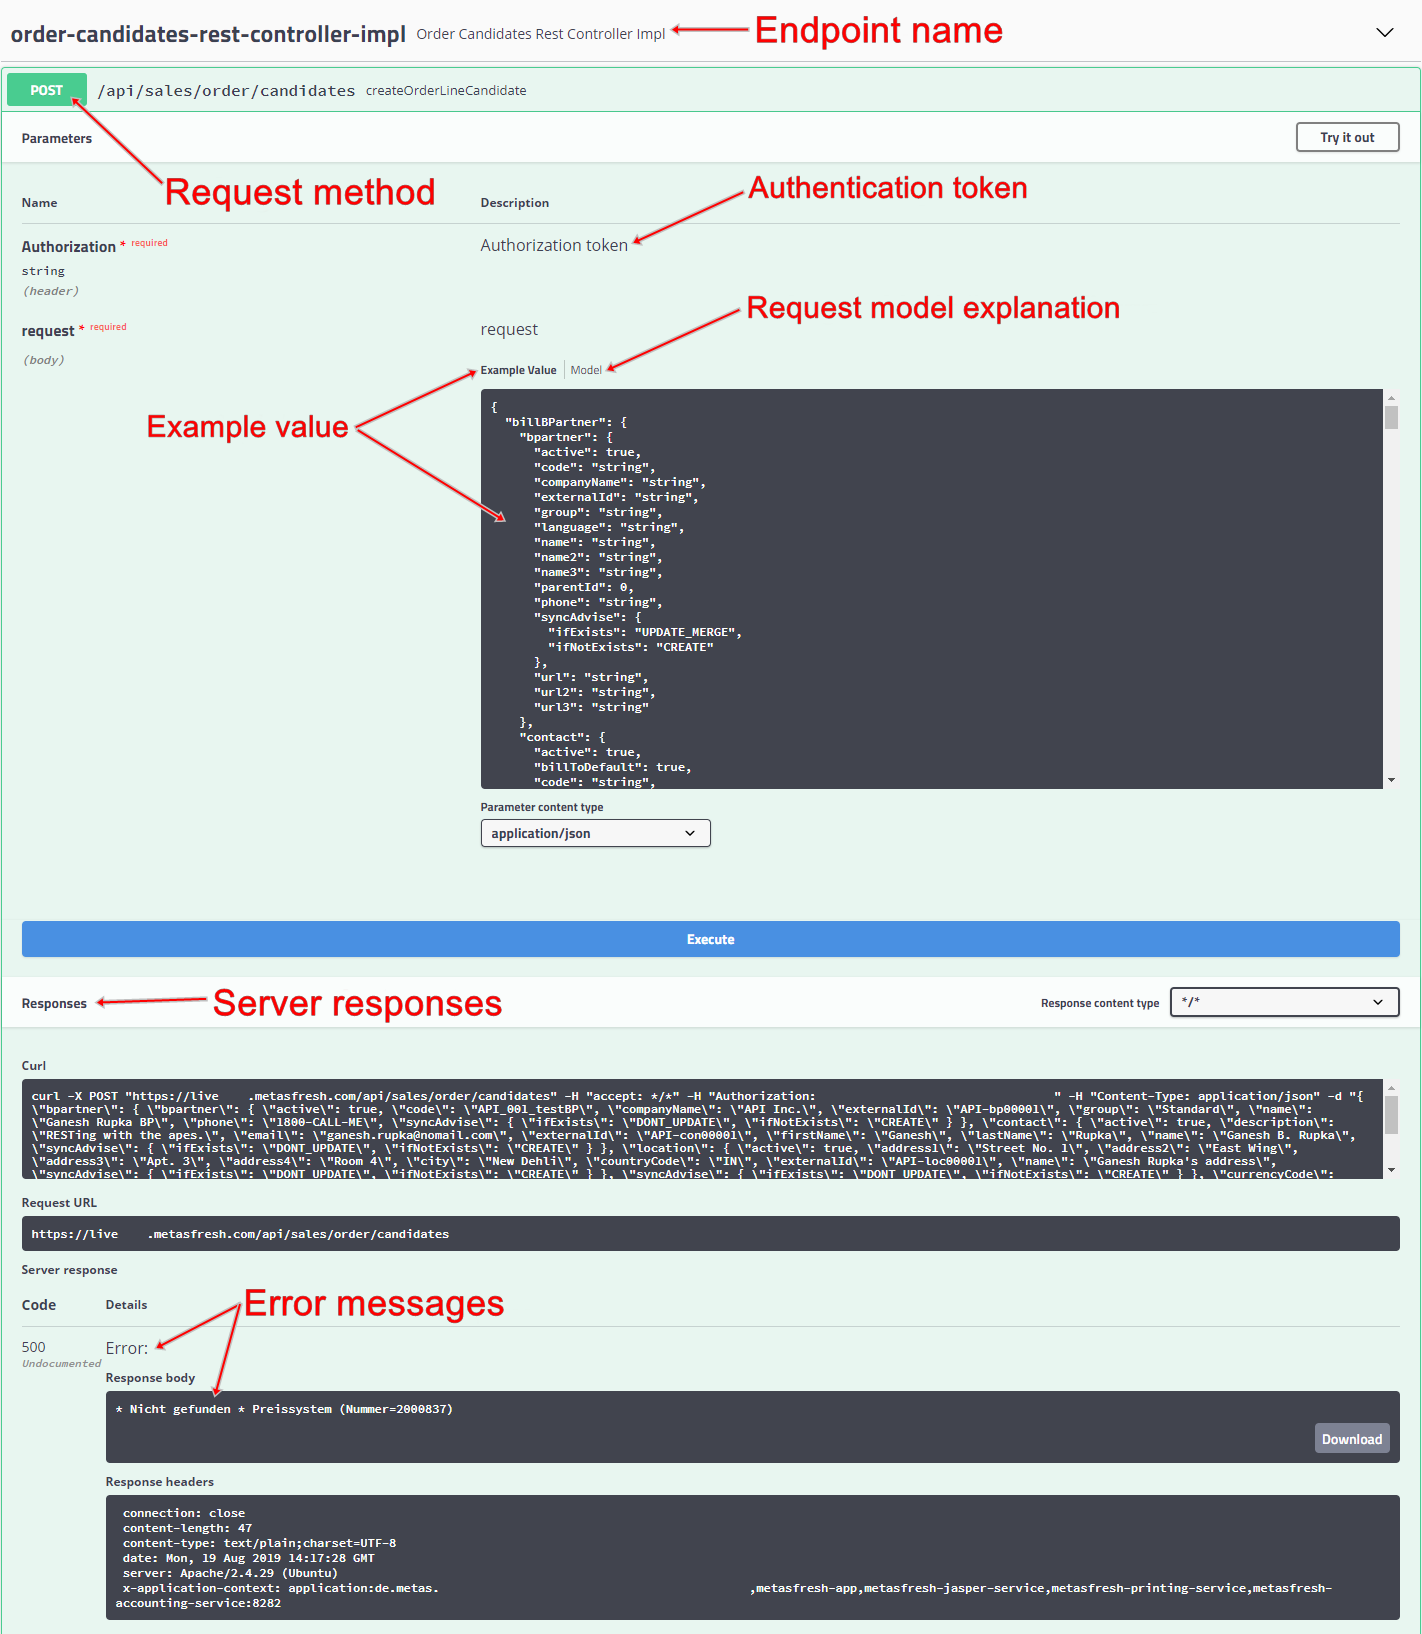 order-candidates-rest-controller-impl Order Candidates Rest Controller Impl Endpoint name
POST /api/sales/order/candidates createOrderLineCandidate
Parameters Try it out
Request method
Authentication token
Name Description
Authorization * required Authorization token
string
(header)
Request model explanation
request * required request
(body)
Example Value Model
Example value
{
"billBPartner": {
"bpartner": {
"active": true,
"code": "string",
"companyName": "string",
"externalId": "string",
"group": "string",
"language": "string",
"name": "string",
"name2": "string",
"name3": "string",
"parentId": 0,
"phone": "string",
"syncAdvise": {
"ifExists": "UPDATE_MERGE",
"ifNotExists": "CREATE"
},
"url": "string",
"url2": "string",
"url3": "string"
},
"contact": {
"active": true,
"billToDefault": true,
"code": "string",
Parameter content type
application/json
Execute
Responses Server responses Response content type */*
Curl
curl -X POST "https://live .metasfresh.com/api/sales/order/candidates" -H "accept: */*" -H "Authorization: " -H "Content-Type: application/json" -d "{
\"bpartner\": { \"bpartner\": { \"active\": true, \"code\": \"API_001_testBP\", \"companyName\": \"API Inc.\", \"externalId\": \"API-bp00001\", \"group\": \"Standard\", \"name\":
\"Ganesh Rupka BP\", \"phone\": \"1800-CALL-ME\", \"syncAdvise\": { \"ifExists\": \"DONT_UPDATE\", \"ifNotExists\": \"CREATE\" } }, \"contact\": { \"active\": true, \"description\":
\"RESTing with the apes.\", \"email\": \"ganesh.rupka@nomail.com\", \"externalId\": \"API-con00001\", \"firstName\": \"Ganesh\", \"lastName\": \"Rupka\", \"name\": \"Ganesh B. Rupka\",
\"syncAdvise\": { \"ifExists\": \"DONT_UPDATE\", \"ifNotExists\": \"CREATE\" } }, \"location\": { \"active\": true, \"address1\": \"Street No. 1\", \"address2\": \"East Wing\",
\"address3\": \"Apt. 3\", \"address4\": \"Room 4\", \"city\": \"New Dehli\", \"countryCode\": \"IN\", \"externalId\": \"API-loc00001\", \"name\": \"Ganesh Rupka's address\",
\"syncAdvise\": { \"ifExists\": \"DONT_UPDATE\", \"ifNotExists\": \"CREATE\" } }, \"syncAdvise\": { \"ifExists\": \"DONT_UPDATE\", \"ifNotExists\": \"CREATE\" } }, \"currencyCode\":
Request URL
https://live .metasfresh.com/api/sales/order/candidates
Server response
Code Details Error messages
500 Error:
Undocumented
Response body
* Nicht gefunden * Preissystem (Nummer=2000837)
Download
Response headers
connection: close
content-length: 47
content-type: text/plain;charset=UTF-8
date: Mon, 19 Aug 2019 14:17:28 GMT
server: Apache/2.4.29 (Ubuntu)
x-application-context: application:de.metas. ,metasfresh-app,metasfresh-jasper-service,metasfresh-printing-service,metasfresh-
accounting-service:8282